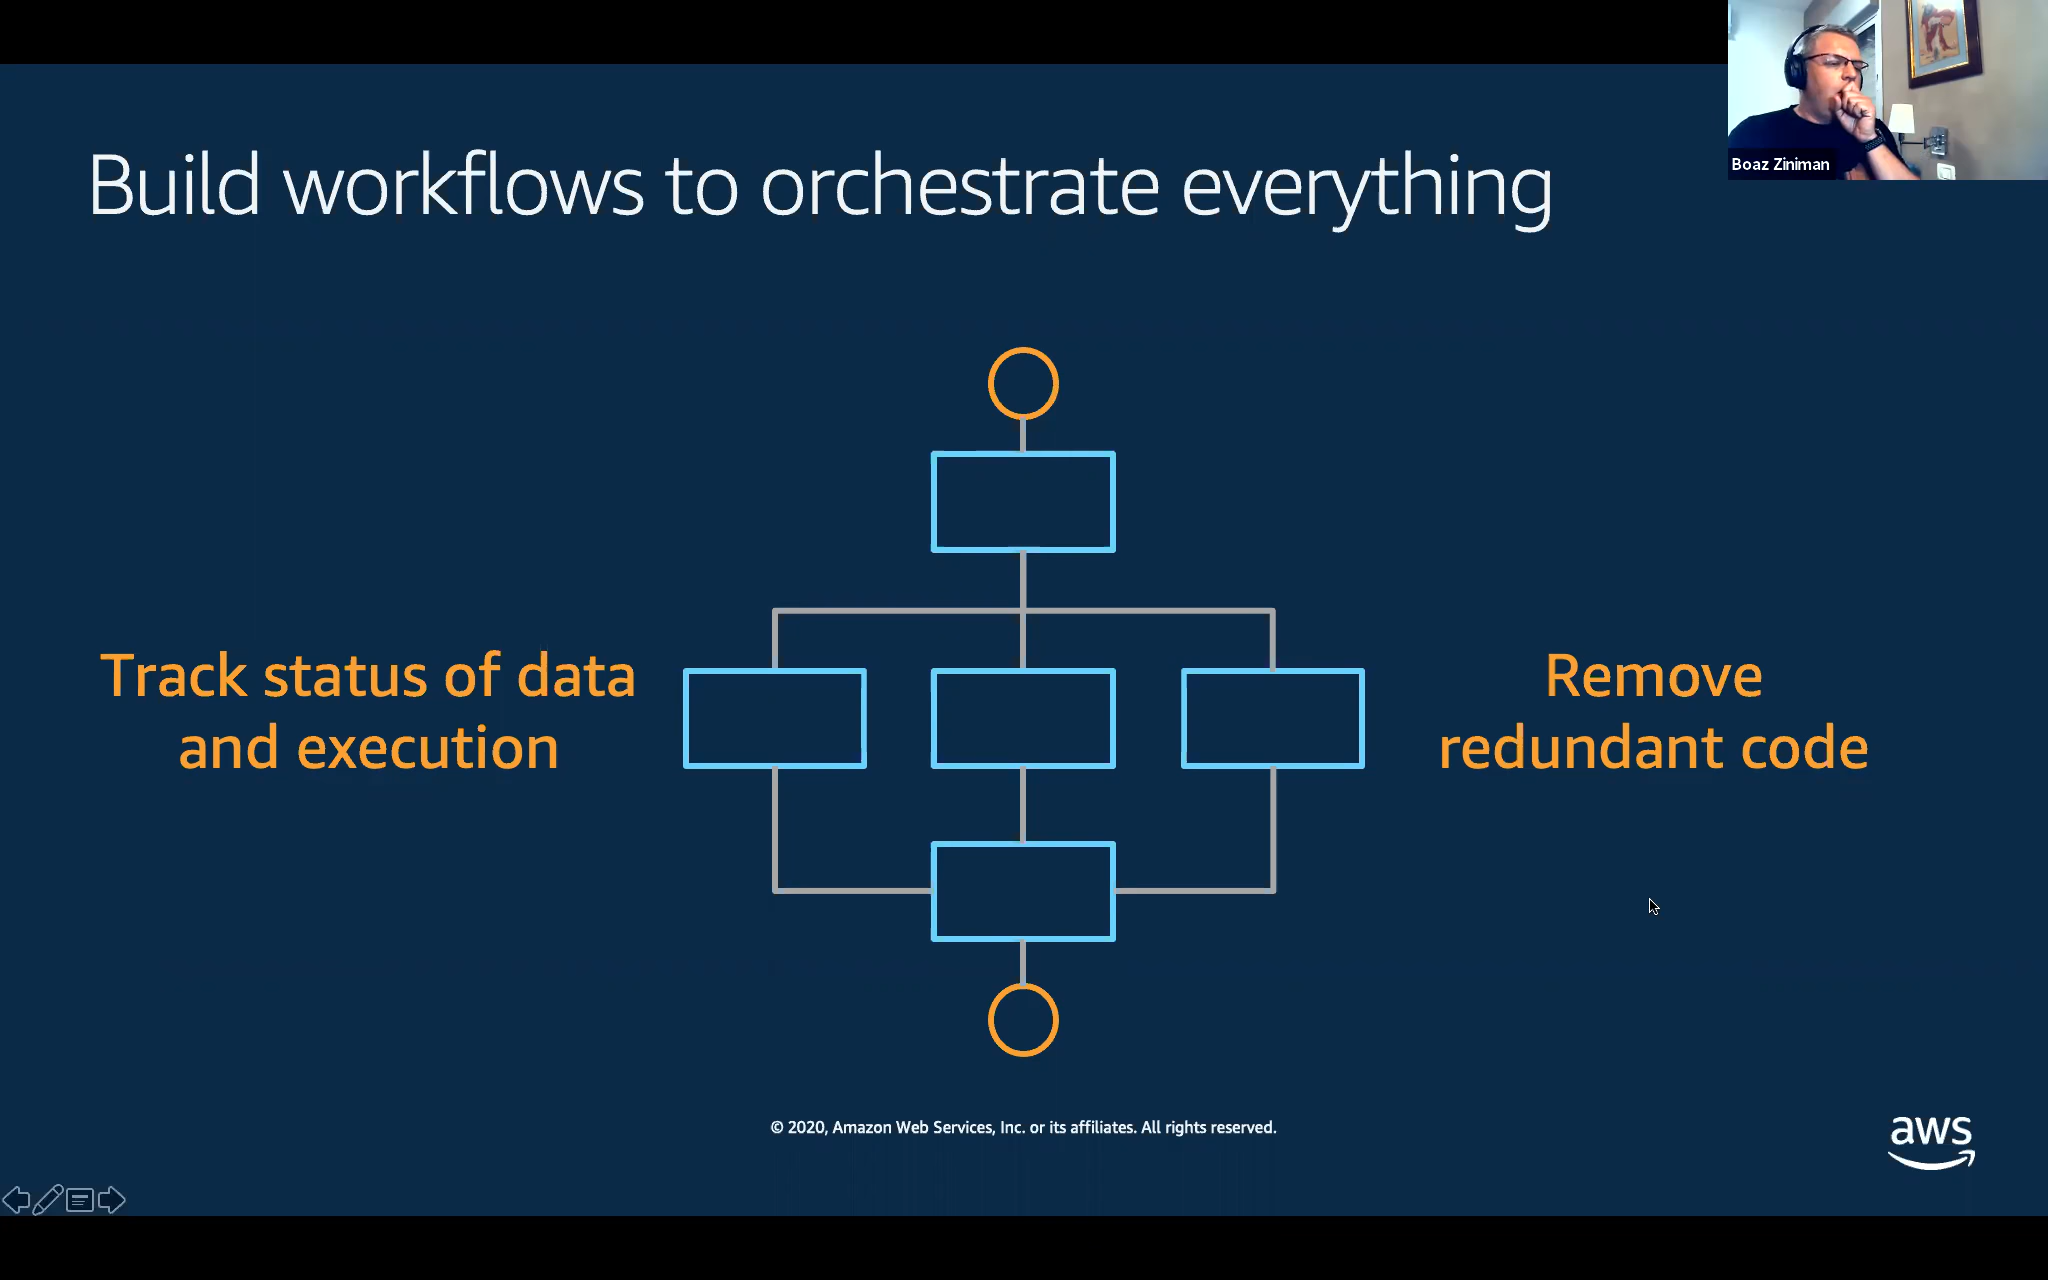 Build workflows to orchestrate everything
Boaz Ziniman
Track status of data
and execution
Remove
redundant code
© 2020, Amazon Web Services, Inc. or its affiliates. All rights reserved.
aws